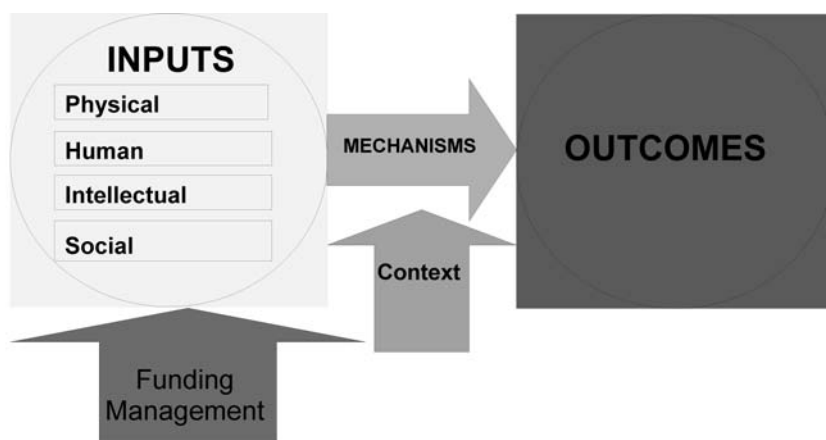 INPUTS
Physical
Human
Intellectual
Social
MECHANISMS
OUTCOMES
Context
Funding
Management